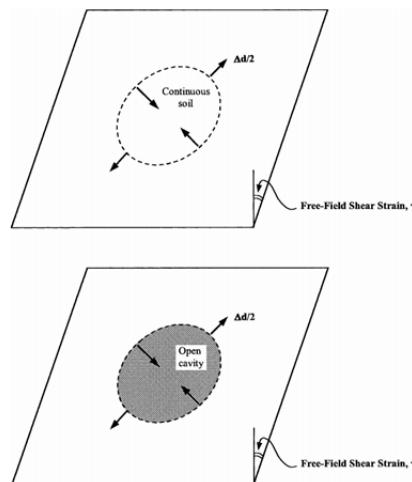 Δd/2
Continuous
soil
Free-Field Shear Strain,
Δd/2
Open
cavity
Free-Field Shear Strain,